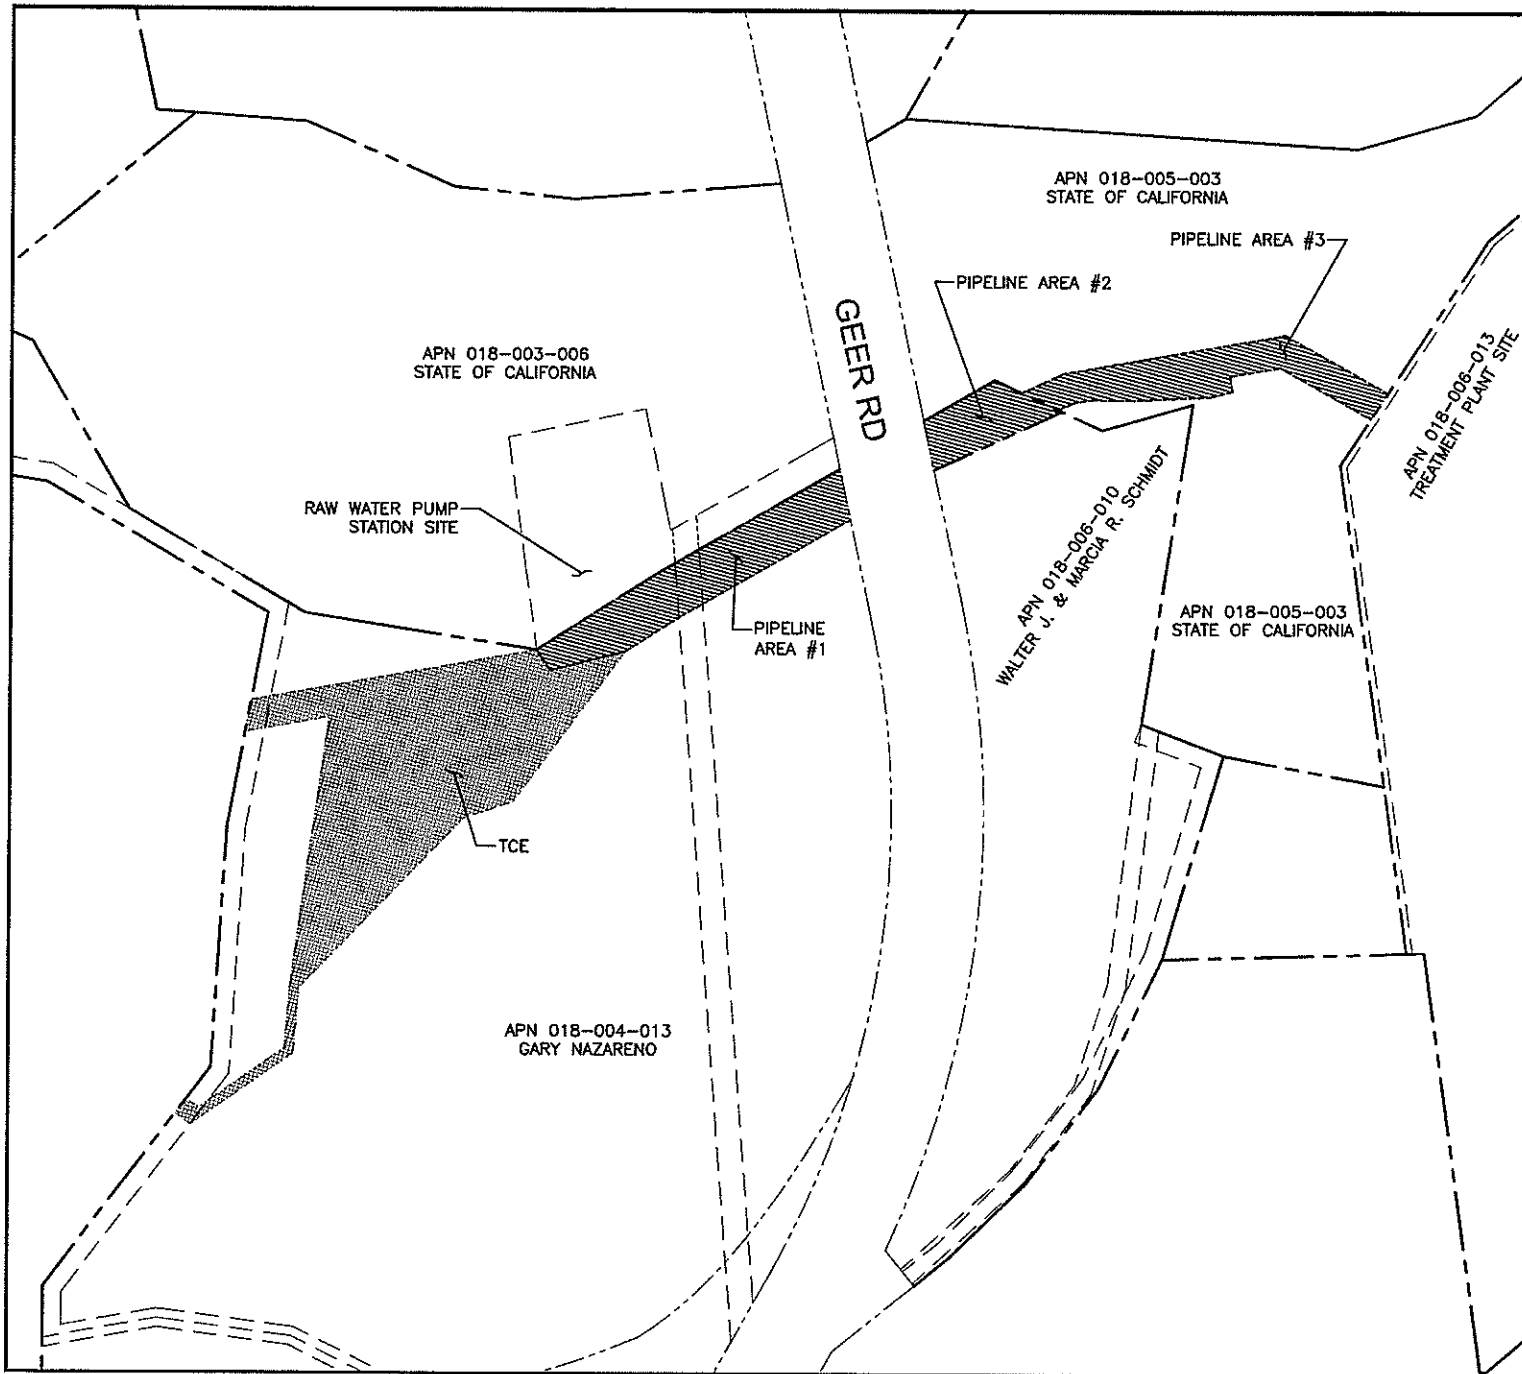 APN 018-005-003
STATE OF CALIFORNIA
PIPELINE AREA #3
PIPELINE AREA #2
GEER RD
APN 018-003-006
STATE OF CALIFORNIA
APN 018-006-013
TREATMENT PLANT SITE
RAW WATER PUMP
STATION SITE
APN 018-006-010
WALTER J. & MARCIA R. SCHMIDT
APN 018-005-003
STATE OF CALIFORNIA
PIPELINE
AREA #1
TCE
APN 018-004-013
GARY NAZARENO